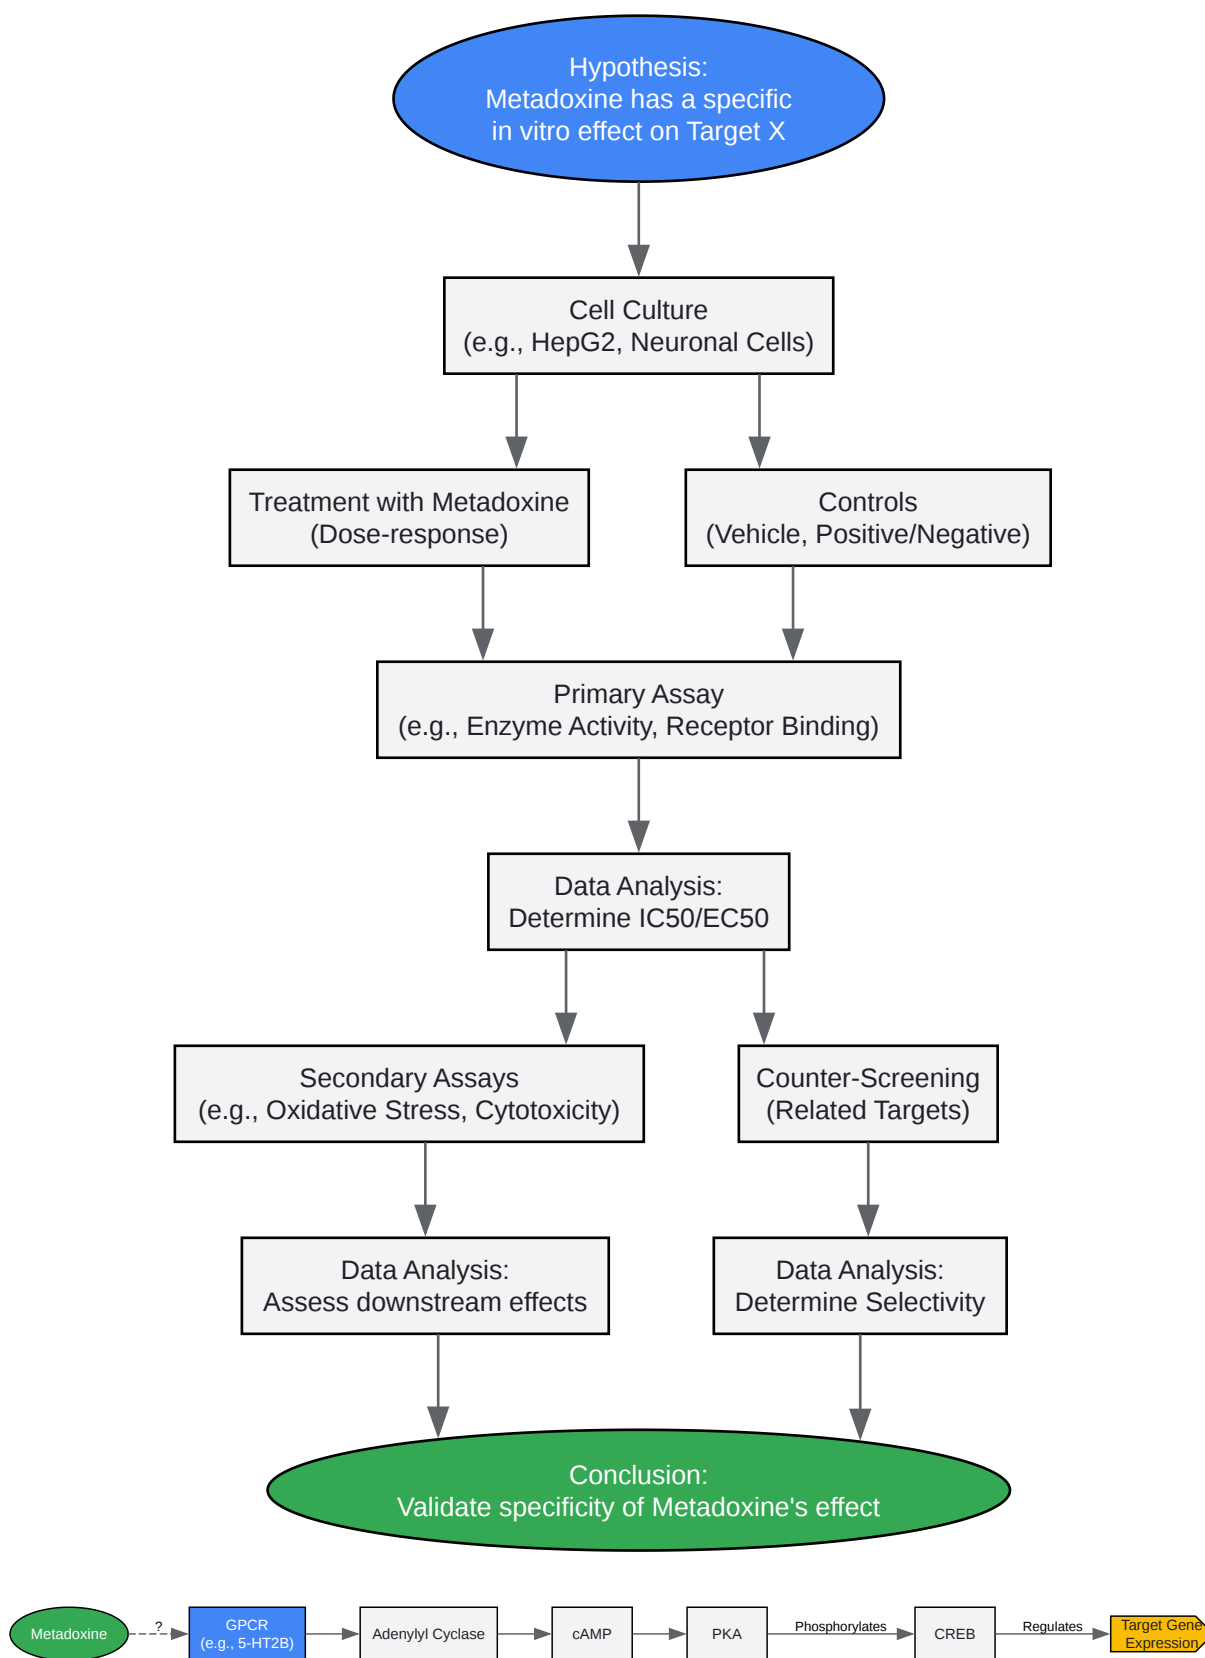 Hypothesis:
Metadoxine has a specific
in vitro effect on Target X
Cell Culture
(e.g., HepG2, Neuronal Cells)
Treatment with Metadoxine
(Dose-response)
Controls
(Vehicle, Positive/Negative)
Primary Assay
(e.g., Enzyme Activity, Receptor Binding)
Data Analysis:
Determine IC50/EC50
Secondary Assays
(e.g., Oxidative Stress, Cytotoxicity)
Counter-Screening
(Related Targets)
Data Analysis:
Assess downstream effects
Data Analysis:
Determine Selectivity
Conclusion:
Validate specificity of Metadoxine's effect
Metadoxine
?
GPCR
(e.g., 5-HT2B)
Adenylyl Cyclase
cAMP
PKA
Phosphorylates
CREB
Regulates
Target Gene
Expression